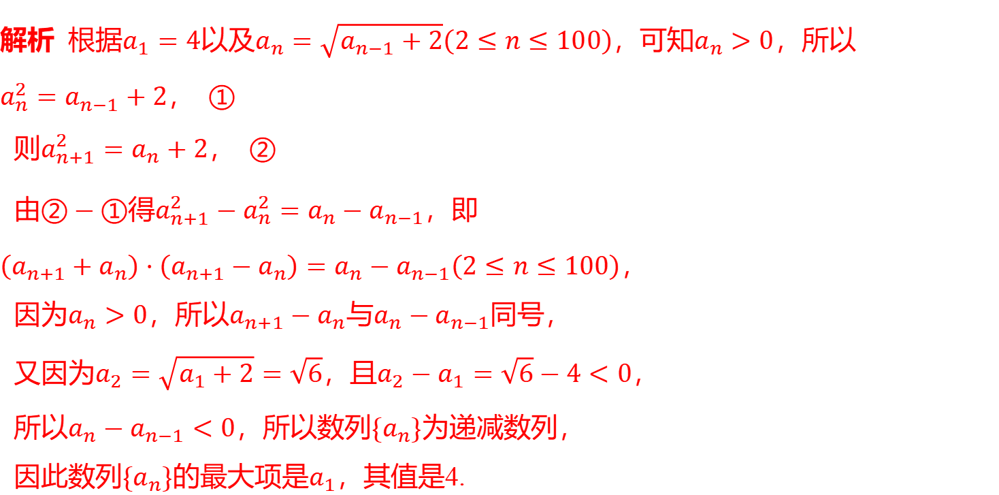 解析 根据$a_1 = 4$以及$a_n = \sqrt{a_{n-1} + 2}(2 \leq n \leq 100)$，可知$a_n > 0$，所以
$a_n^2 = a_{n-1} + 2$， ①
则$a_{n+1}^2 = a_n + 2$， ②
由② − ①得$a_{n+1}^2 - a_n^2 = a_n - a_{n-1}$，即
$(a_{n+1} + a_n) \cdot (a_{n+1} - a_n) = a_n - a_{n-1}(2 \leq n \leq 100)$，
因为$a_n > 0$，所以$a_{n+1} - a_n$与$a_n - a_{n-1}$同号，
又因为$a_2 = \sqrt{a_1 + 2} = \sqrt{6}$，且$a_2 - a_1 = \sqrt{6} - 4 < 0$，
所以$a_n - a_{n-1} < 0$，所以数列{$a_n$}为递减数列，
因此数列{$a_n$}的最大项是$a_1$，其值是4.